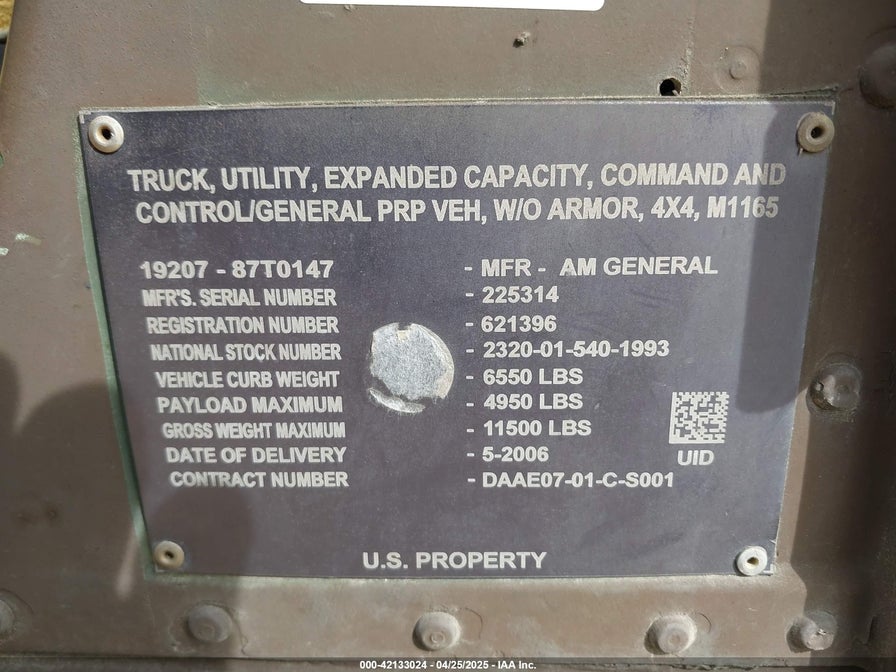 TRUCK, UTILITY, EXPANDED CAPACITY, COMMAND AND
CONTROL/GENERAL PRP VEH, W/O ARMOR, 4X4, M1165
19207 - 87T0147 - MFR - AM GENERAL
MFR'S. SERIAL NUMBER - 225314
REGISTRATION NUMBER - 621396
NATIONAL STOCK NUMBER - 2320-01-540-1993
VEHICLE CURB WEIGHT - 6550 LBS
PAYLOAD MAXIMUM - 4950 LBS
GROSS WEIGHT MAXIMUM - 11500 LBS
DATE OF DELIVERY - 5-2006
CONTRACT NUMBER - DAAE07-01-C-S001
UID
U.S. PROPERTY
000-42133024 - 04/25/2025 - IAA Inc.